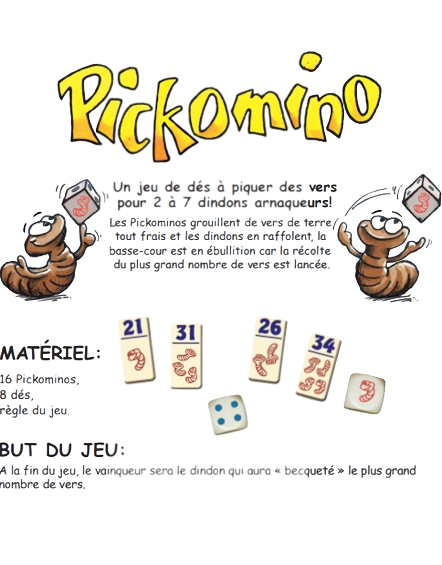 Pickomino
Un jeu de dés à piquer des vers
pour 2 à 7 dindons arnaqueurs!
Les Pickominos grouillent de vers de terre
tout frais et les dindons en raffolent, la
basse-cour est en ébullition car la récolte
du plus grand nombre de vers est lancée.
21
31
26
34
MATÉRIEL:
16 Pickominos,
8 dés,
règle du jeu.
BUT DU JEU:
A la fin du jeu, le vainqueur sera le dindon qui aura « becqueté » le plus grand
nombre de vers.